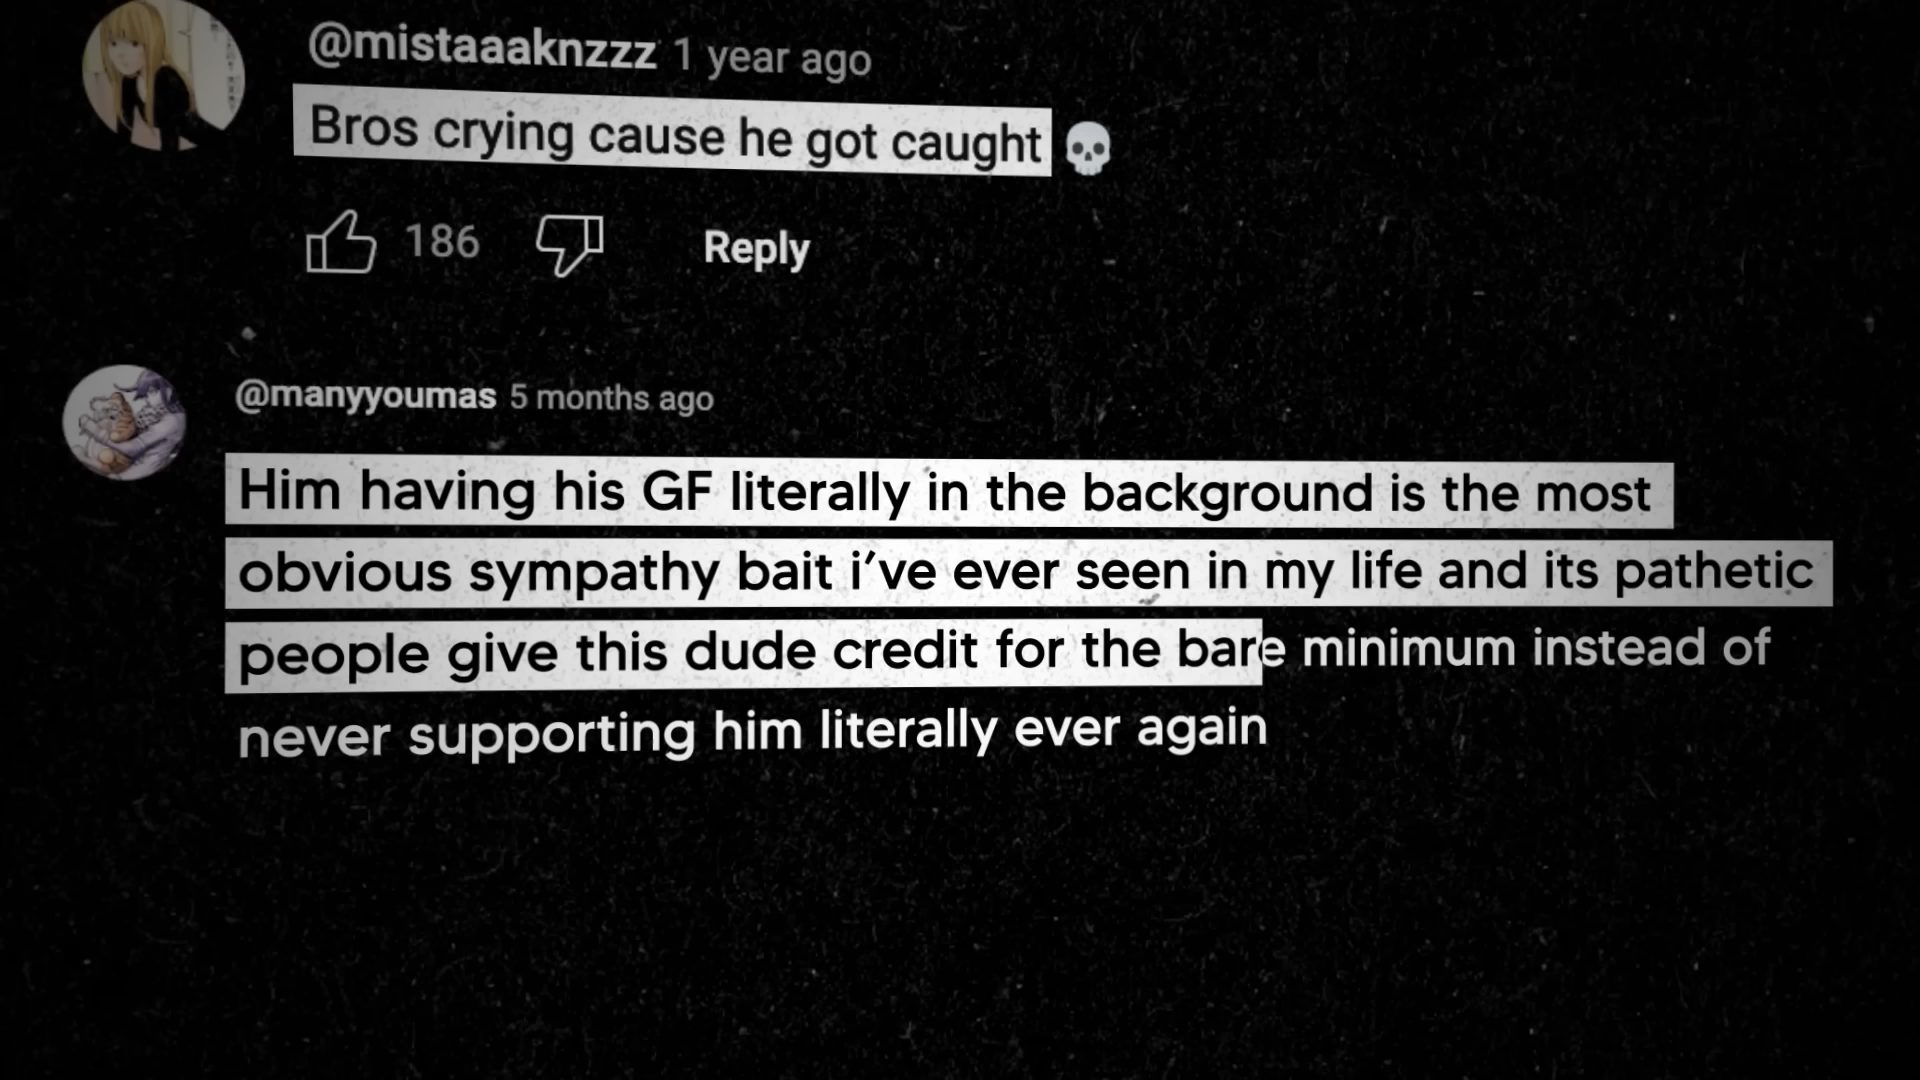 @mistaaaknzzz 1 year ago
Bros crying cause he got caught 💀
186 Reply
@manyyoumas 5 months ago
Him having his GF literally in the background is the most
obvious sympathy bait i've ever seen in my life and its pathetic
people give this dude credit for the bare minimum instead of
never supporting him literally ever again